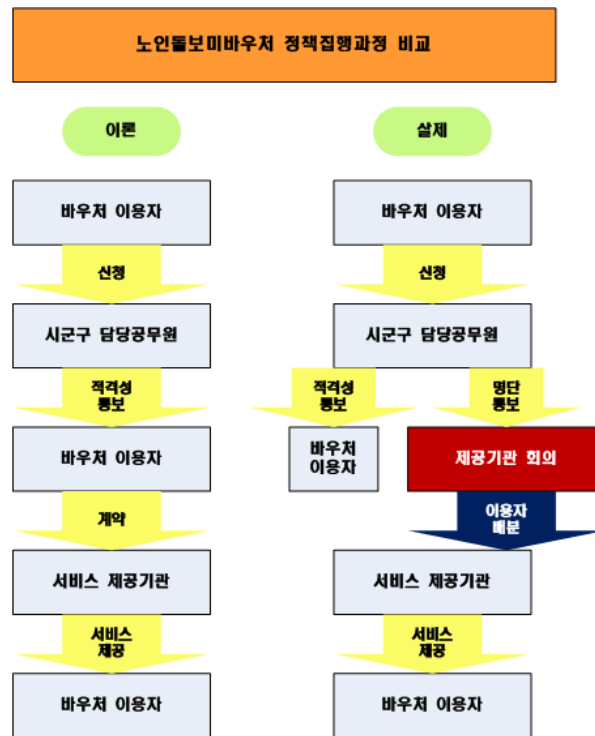 노인돌보미바우처 정책집행과정 비교
이론
살제
바우처 이용자
바우처 이용자
신청
신청
시군구 담당공무원
시군구 담당공무원
적격성
통보
적격성
통보
명단
통보
바우처 이용자
바우처
이용자
제공기관 회의
계약
이용자
배분
서비스 제공기관
서비스 제공기관
서비스
제공
서비스
제공
바우처 이용자
바우처 이용자